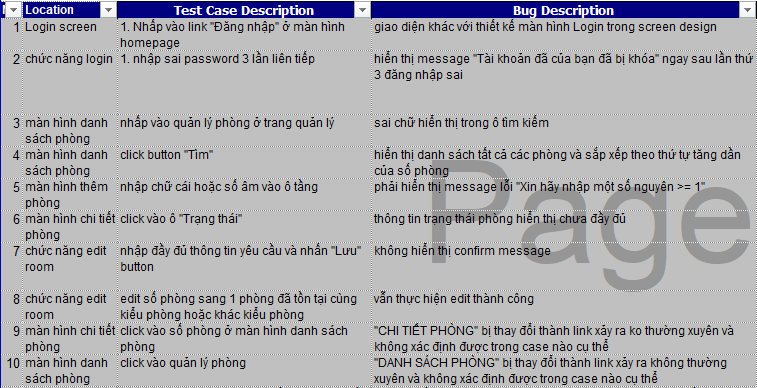 Location Test Case Description Bug Description
1 Login screen 1. Nhấp vào link "Đăng nhập" ở màn hình homepage giao diện khác với thiết kế màn hình Login trong screen design
2 chức năng login 1. nhập sai password 3 lần liên tiếp hiển thị message "Tài khoản đã của bạn đã bị khóa" ngay sau lần thứ 3 đăng nhập sai
3 màn hình danh sách phòng nhấp vào quản lý phòng ở trang quản lý sai chữ hiển thị trong ô tìm kiếm
4 màn hình danh sách phòng click button "Tìm" hiển thị danh sách tất cả các phòng và sắp xếp theo thứ tự tăng dần của số phòng
5 màn hình thêm phòng nhập chữ cái hoặc số âm vào ô tầng phải hiển thị message lỗi "Xin hãy nhập một số nguyên >= 1"
6 màn hình chi tiết phòng click vào ô "Trạng thái" thông tin trạng thái phòng hiển thị chưa đầy đủ
7 chức năng edit room nhập đầy đủ thông tin yêu cầu và nhấn "Lưu" button không hiển thị confirm message
8 chức năng edit room edit số phòng sang 1 phòng đã tồn tại cùng kiểu phòng hoặc khác kiểu phòng vẫn thực hiện edit thành công
9 màn hình chi tiết phòng click vào số phòng ở màn hình danh sách phòng "CHI TIẾT PHÒNG" bị thay đổi thành link xảy ra ko thường xuyên và không xác định được trong case nào cụ thể
10 màn hình danh sách phòng click vào quản lý phòng "DANH SÁCH PHÒNG" bị thay đổi thành link xảy ra không thường xuyên và không xác định được trong case nào cụ thể
Page